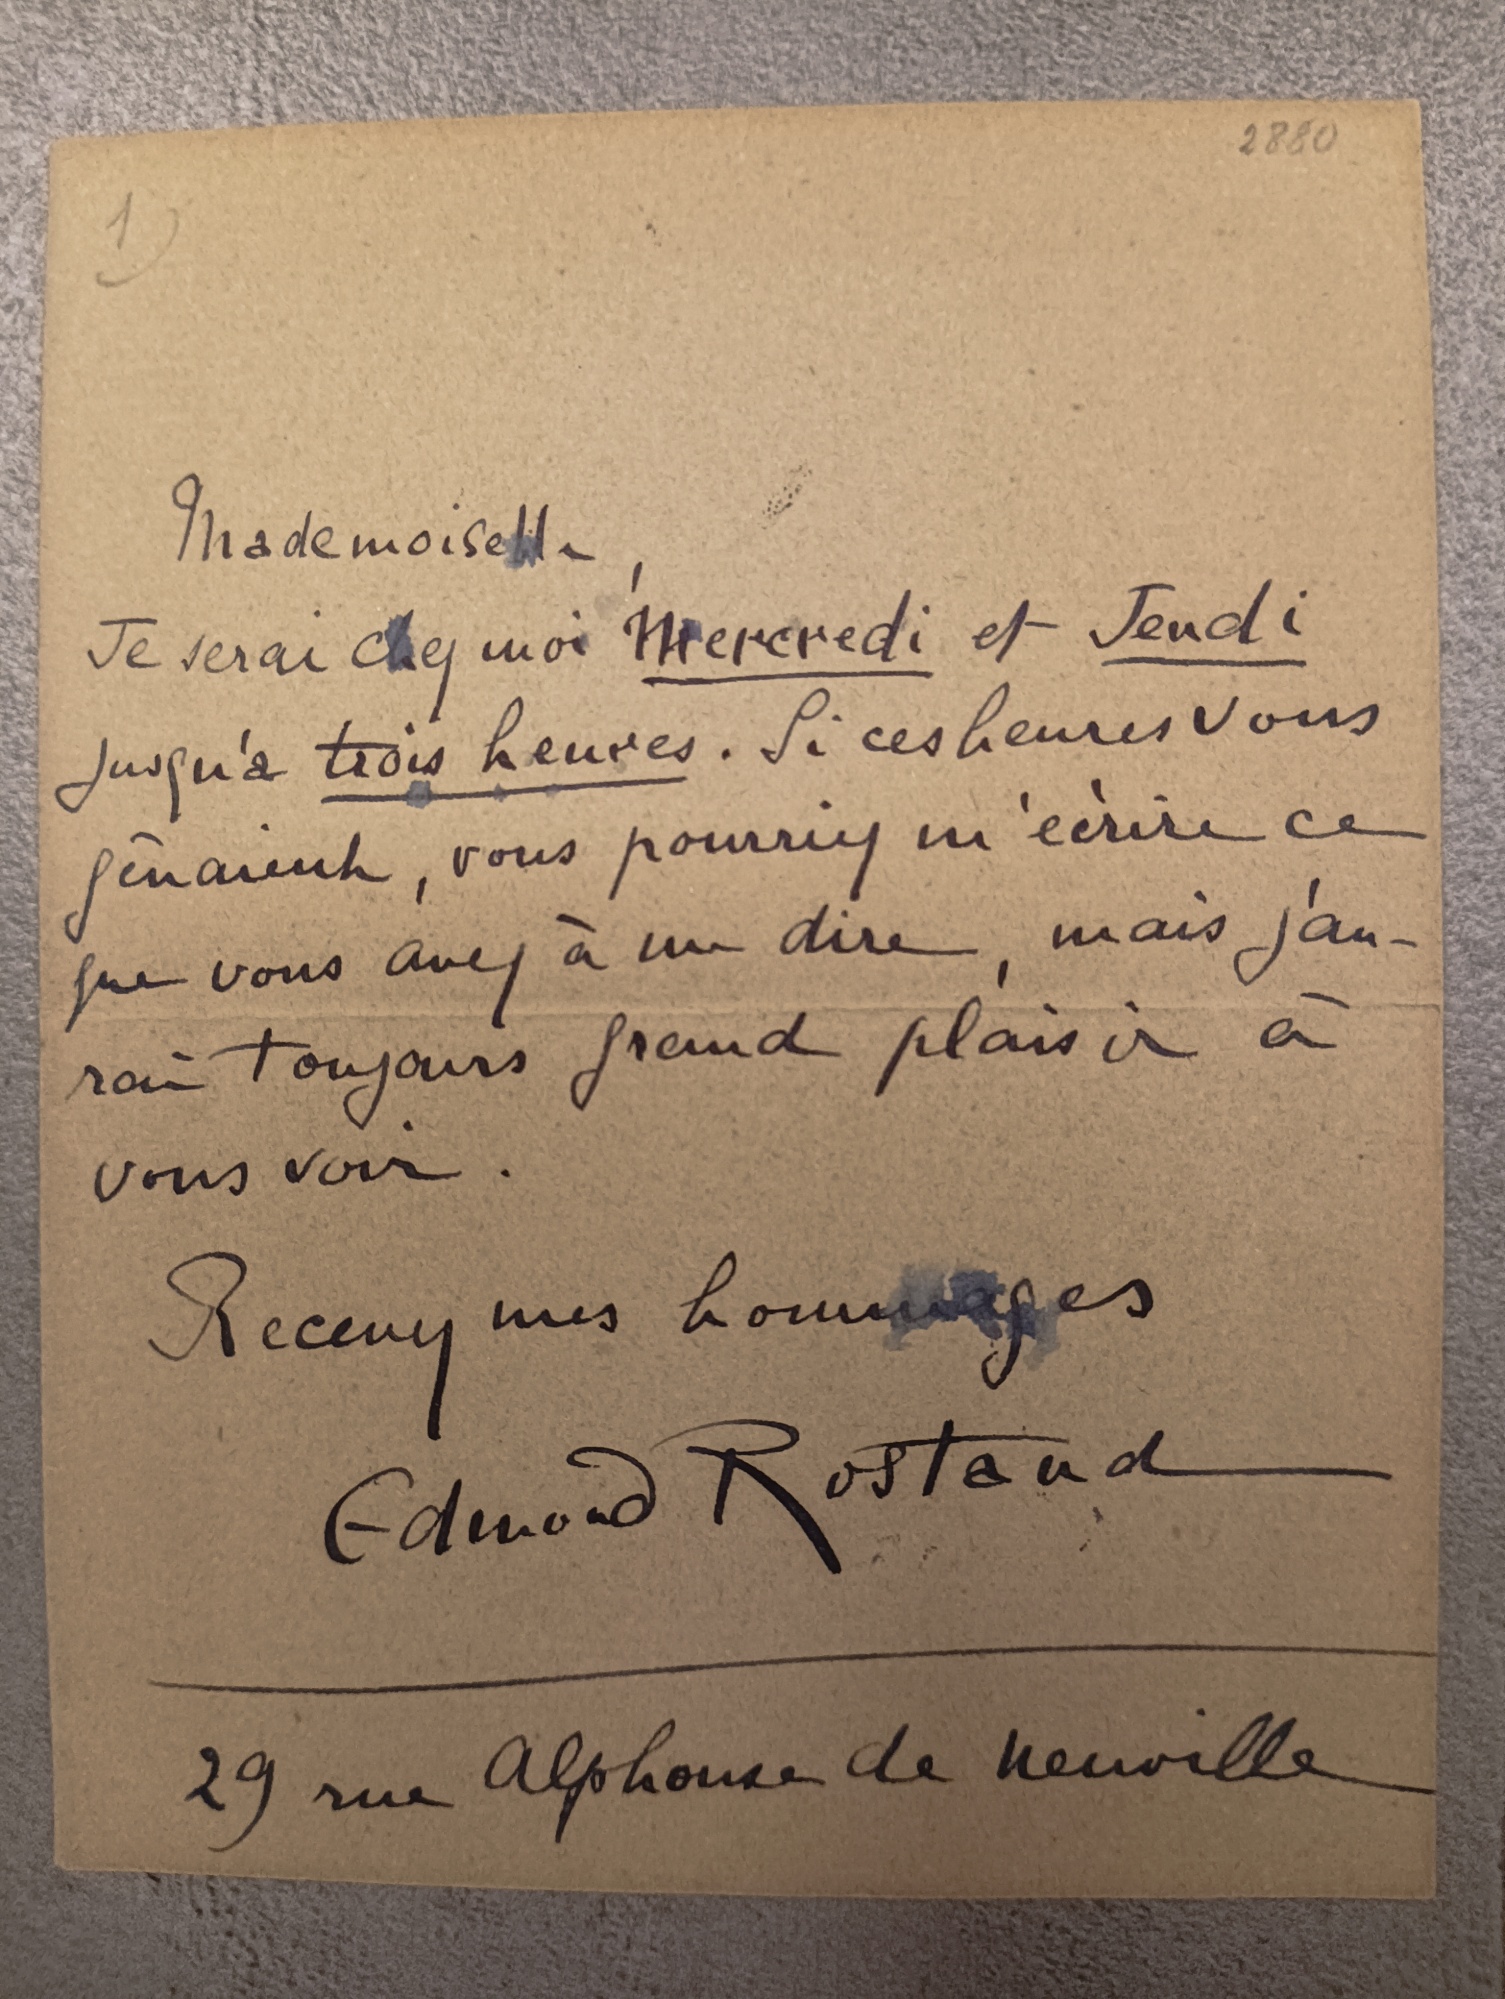 2880
1)
Mademoiselle,
Je serai chez moi Mercredi et Jeudi
jusqu'à trois heures. Si ces heures vous
gênaient, vous pourriez m'écrire ce
que vous avez à me dire, mais j'au-
rai toujours grand plaisir à
vous voir.
Recevez mes hommages
Edmond Rostand
29 rue Alphonse de Neuville